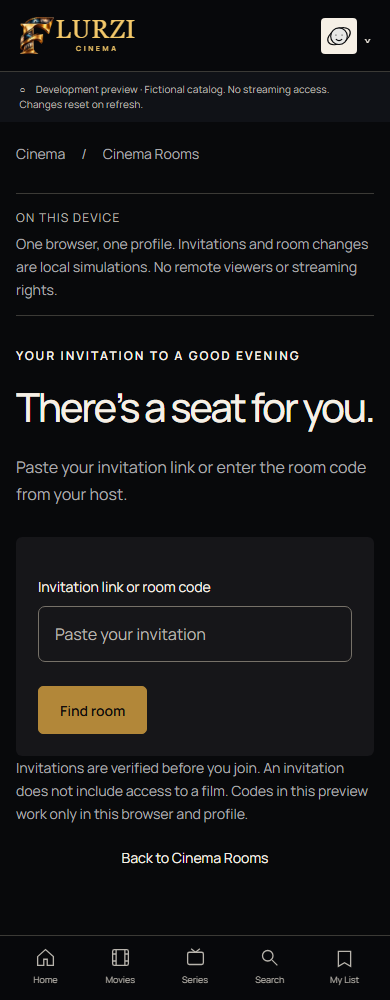 FLURZI
CINEMA
Development preview · Fictional catalog. No streaming access.
Changes reset on refresh.
Cinema / Cinema Rooms
ON THIS DEVICE
One browser, one profile. Invitations and room changes
are local simulations. No remote viewers or streaming
rights.
YOUR INVITATION TO A GOOD EVENING
There’s a seat for you.
Paste your invitation link or enter the room code
from your host.
Invitation link or room code
Paste your invitation
Find room
Invitations are verified before you join. An invitation
does not include access to a film. Codes in this preview
work only in this browser and profile.
Back to Cinema Rooms
Home Movies Series Search My List